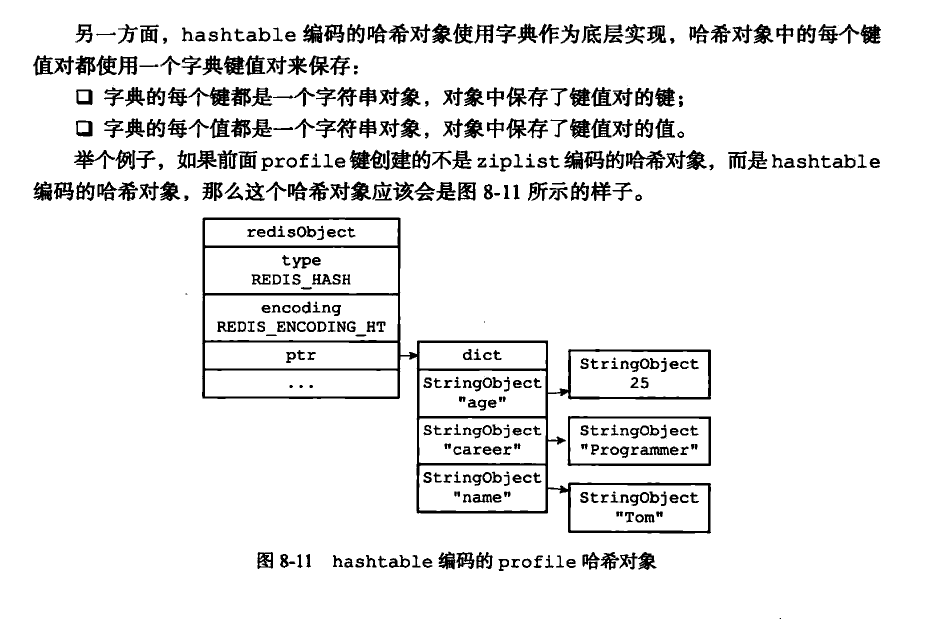 另一方面，hashtable 编码的哈希对象使用字典作为底层实现，哈希对象中的每个键
值对都使用一个字典键值对来保存：
❑ 字典的每个键都是一个字符串对象，对象中保存了键值对的键；
❑ 字典的每个值都是一个字符串对象，对象中保存了键值对的值。
举个例子，如果前面 profile 键创建的不是 ziplist 编码的哈希对象，而是 hashtable
编码的哈希对象，那么这个哈希对象应该会是图 8-11 所示的样子。
redisObject
type
REDIS_HASH
encoding
REDIS_ENCODING_HT
ptr
...
dict
StringObject
"age"
StringObject
"career"
StringObject
"name"
StringObject
25
StringObject
"Programmer"
StringObject
"Tom"
图 8-11 hashtable 编码的 profile 哈希对象